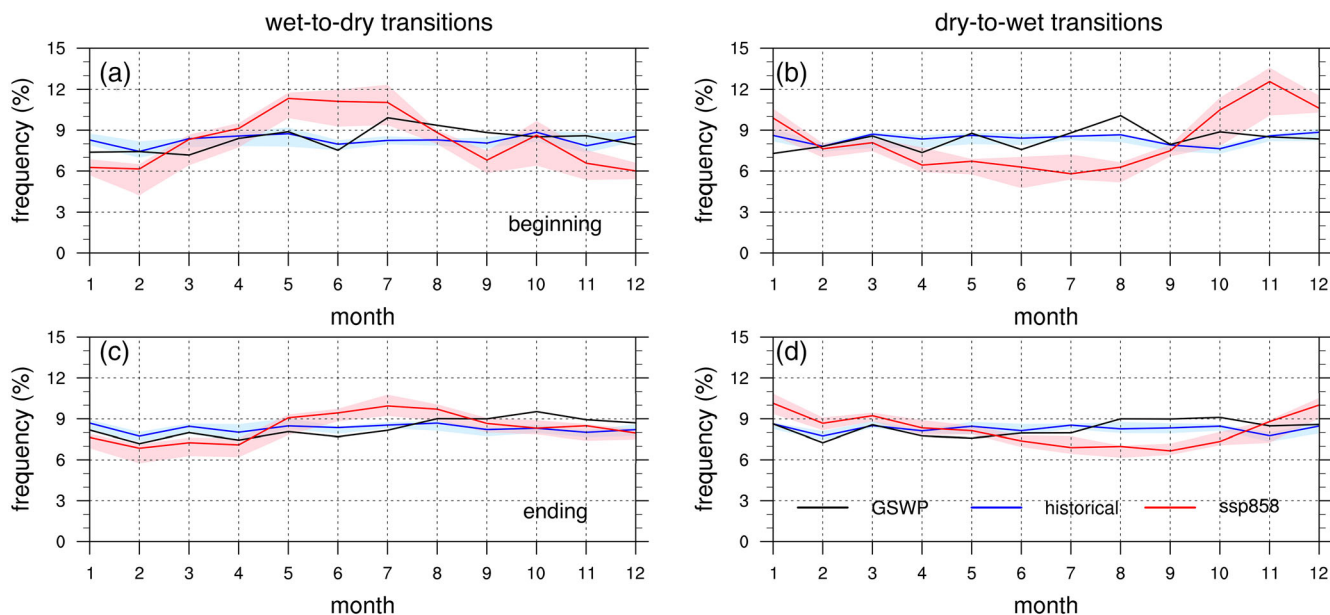 wet-to-dry transitions
dry-to-wet transitions
(a)
frequency (%)
15
12
9
6
3
0
beginning
1 2 3 4 5 6 7 8 9 10 11 12
month
(b)
frequency (%)
15
12
9
6
3
0
1 2 3 4 5 6 7 8 9 10 11 12
month
(c)
frequency (%)
15
12
9
6
3
0
ending
1 2 3 4 5 6 7 8 9 10 11 12
month
(d)
frequency (%)
15
12
9
6
3
0
GSWP historical ssp858
1 2 3 4 5 6 7 8 9 10 11 12
month